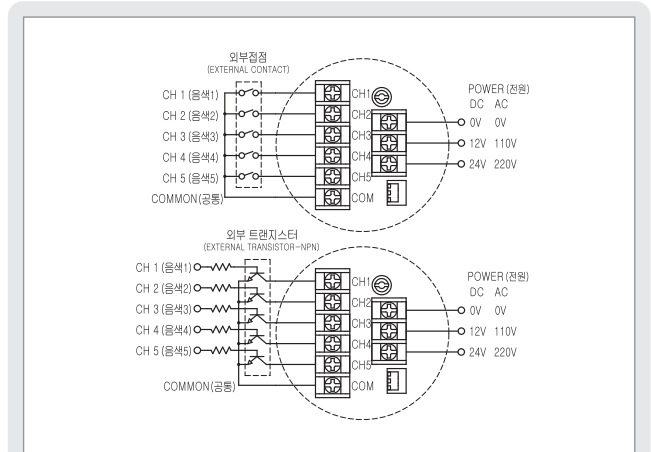 외부접점
(EXTERNAL CONTACT)
CH 1 (음색1)
CH 2 (음색2)
CH 3 (음색3)
CH 4 (음색4)
CH 5 (음색5)
COMMON(공통)
CH1
CH2
CH3
CH4
CH5
COM
POWER (전원)
DC AC
0V 0V
12V 110V
24V 220V
외부 트랜지스터
(EXTERNAL TRANSISTOR-NPN)
CH 1 (음색1)
CH 2 (음색2)
CH 3 (음색3)
CH 4 (음색4)
CH 5 (음색5)
COMMON(공통)
CH1
CH2
CH3
CH4
CH5
COM
POWER (전원)
DC AC
0V 0V
12V 110V
24V 220V